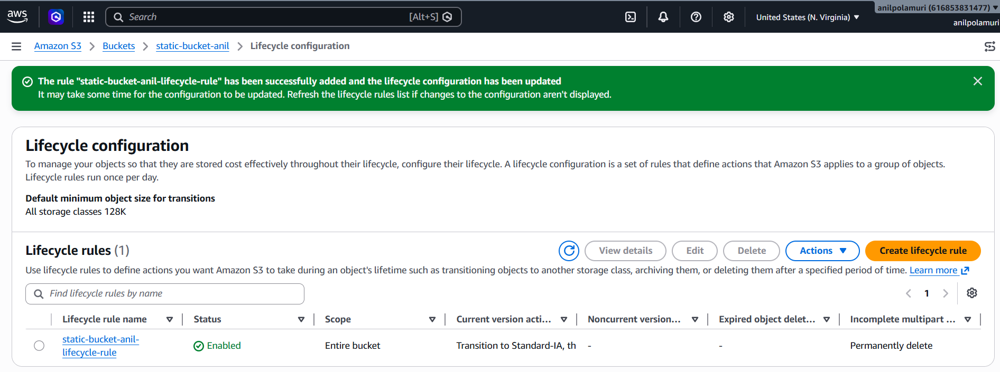 aws
Search
[Alt+S]
United States (N. Virginia)
anilpolamuri (616853831477)
anilpolamuri
Amazon S3
Buckets
static-bucket-anil
Lifecycle configuration
The rule "static-bucket-anil-lifecycle-rule" has been successfully added and the lifecycle configuration has been updated
It may take some time for the configuration to be updated. Refresh the lifecycle rules list if changes to the configuration aren't displayed.
Lifecycle configuration
To manage your objects so that they are stored cost effectively throughout their lifecycle, configure their lifecycle. A lifecycle configuration is a set of rules that define actions that Amazon S3 applies to a group of objects.
Lifecycle rules run once per day.
Default minimum object size for transitions
All storage classes 128K
Lifecycle rules (1)
View details
Edit
Delete
Actions
Create lifecycle rule
Use lifecycle rules to define actions you want Amazon S3 to take during an object's lifetime such as transitioning objects to another storage class, archiving them, or deleting them after a specified period of time. Learn more
Find lifecycle rules by name
1
Lifecycle rule name
Status
Scope
Current version acti...
Noncurrent version...
Expired object delet...
Incomplete multipart ...
static-bucket-anil-
lifecycle-rule
Enabled
Entire bucket
Transition to Standard-IA, th
-
-
Permanently delete